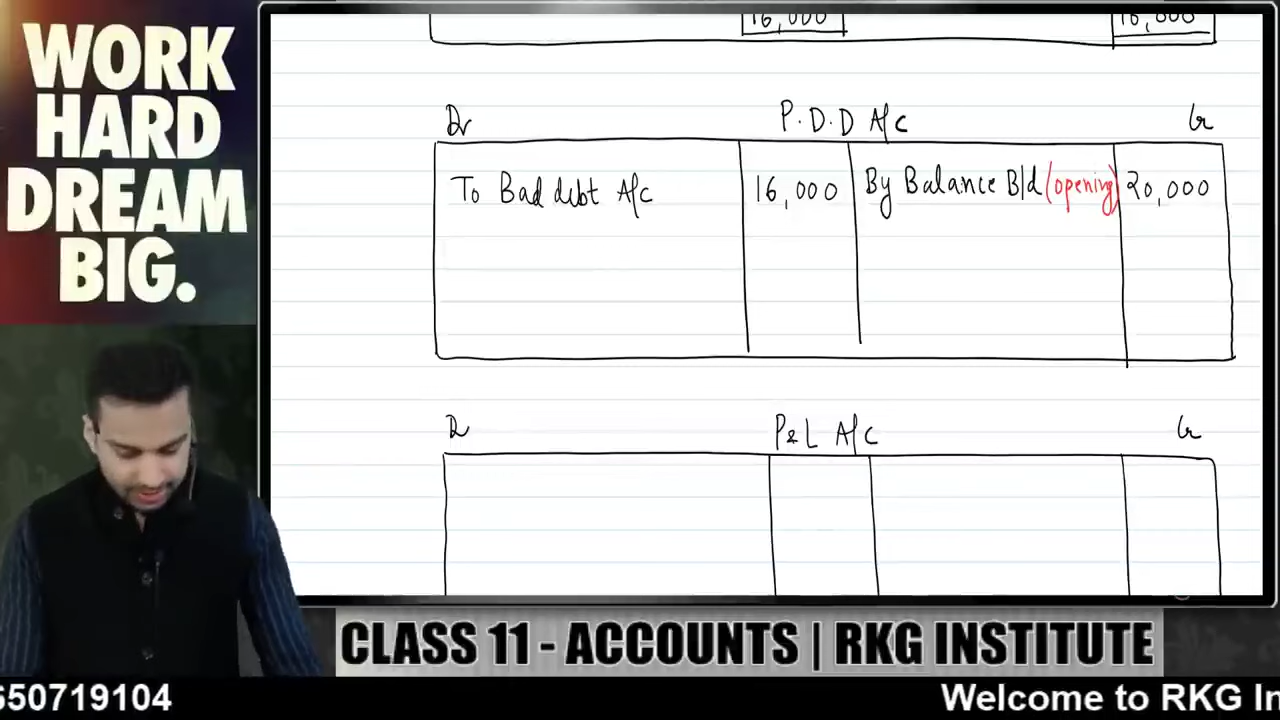 WORK
HARD
DREAM
BIG.
16,000 16,000
Dr P.D.D A/c Cr
To Bad debt A/c 16,000 By Balance B/d (opening) 20,000
Dr P&L A/c Cr
CLASS 11 - ACCOUNTS | RKG INSTITUTE
650719104 Welcome to RKG In